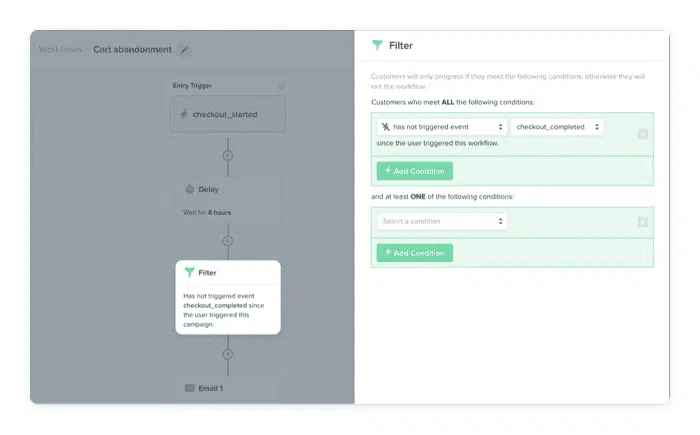 Workflows
Cart abandonment
Entry Trigger
checkout_started
Delay
Wait for 4 hours
Filter
Has not triggered event
checkout_completed since
the user triggered this
campaign.
Email 1
Filter
Customers will only progress if they meet the following conditions, otherwise they will
exit the workflow.
Customers who meet ALL the following conditions:
has not triggered event
checkout_completed
since the user triggered this workflow.
+ Add Condition
and at least ONE of the following conditions:
Select a condition
+ Add Condition